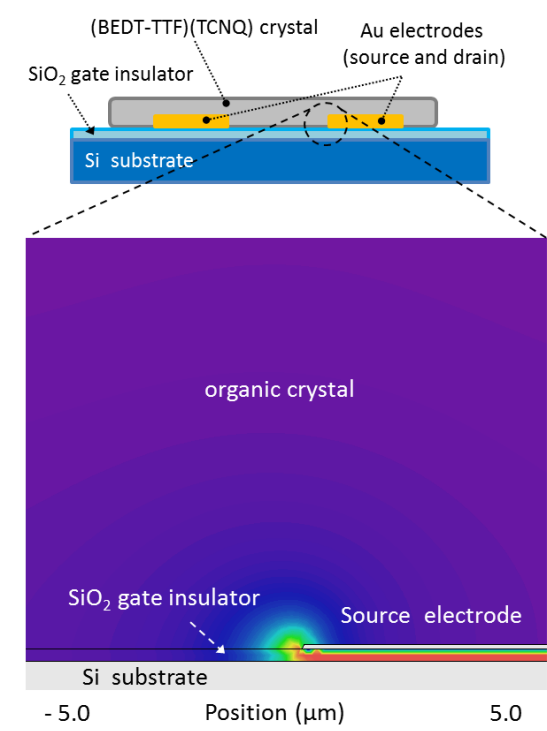 (BEDT-TTF)(TCNQ) crystal
Au electrodes
(source and drain)
SiO₂ gate insulator
Si substrate
organic crystal
SiO₂ gate insulator
Source electrode
Si substrate
- 5.0 Position (μm) 5.0